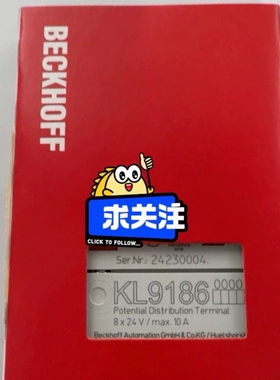 BECKHOFF
求关注
CLICK TO FOLLOW...
Ser.Nr.: 24230004.
KL9186
Potential Distribution Terminal
8 x 24 V / max. 10 A
Beckhoff Automation GmbH & Co.KG /